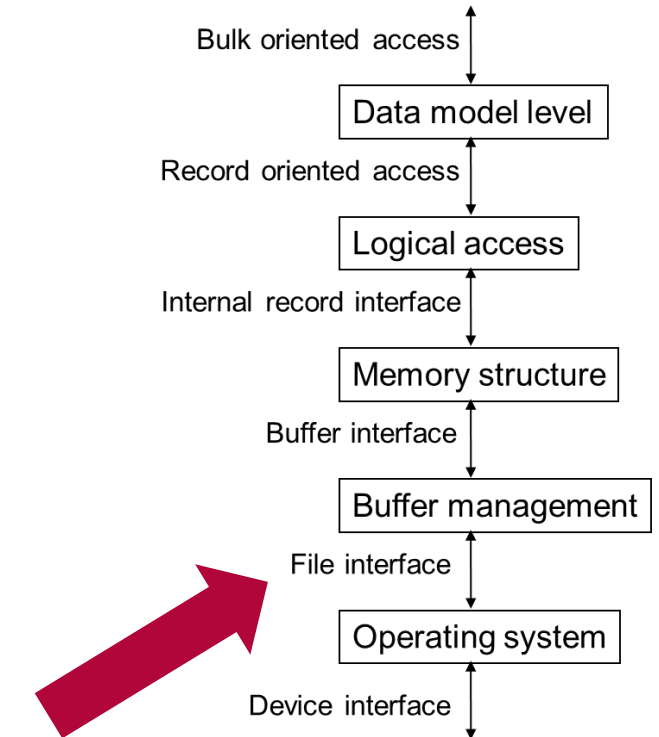 Bulk oriented access
Data model level
Record oriented access
Logical access
Internal record interface
Memory structure
Buffer interface
Buffer management
File interface
Operating system
Device interface